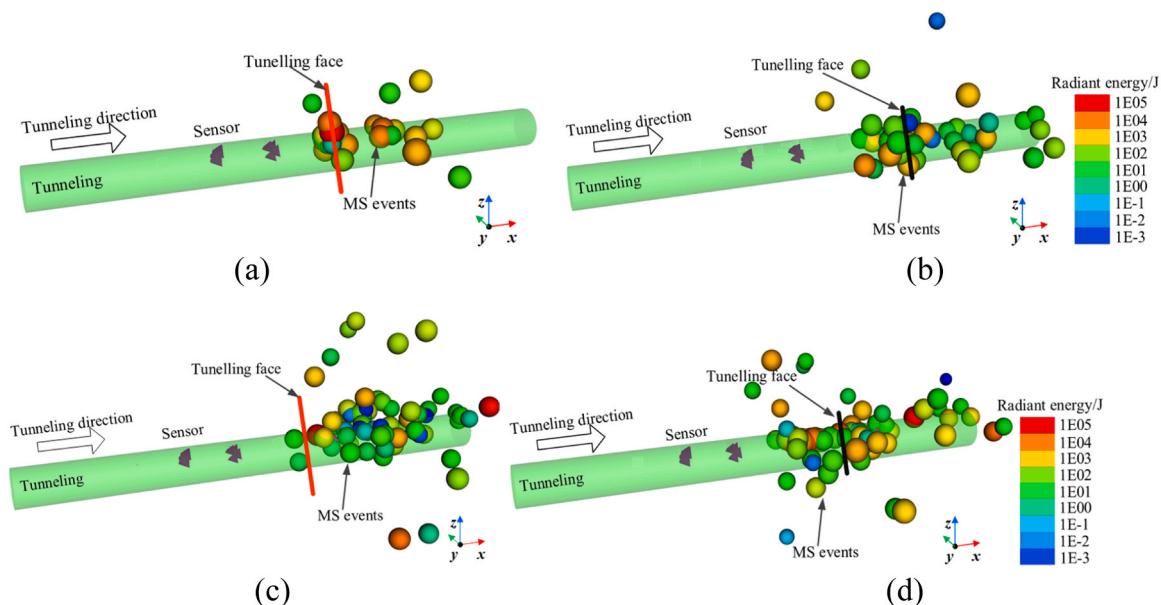 Tunelling face
Tunneling direction
Sensor
Tunneling
MS events
z
y
x
(a)
Tunelling face
Tunneling direction
Sensor
Tunneling
MS events
z
y
x
Radiant energy/J
1E05
1E04
1E03
1E02
1E01
1E00
1E-1
1E-2
1E-3
(b)
Tunelling face
Tunneling direction
Sensor
Tunneling
MS events
z
y
x
(c)
Tunnelling face
Tunneling direction
Sensor
Tunneling
MS events
z
y
x
Radiant energy/J
1E05
1E04
1E03
1E02
1E01
1E00
1E-1
1E-2
1E-3
(d)